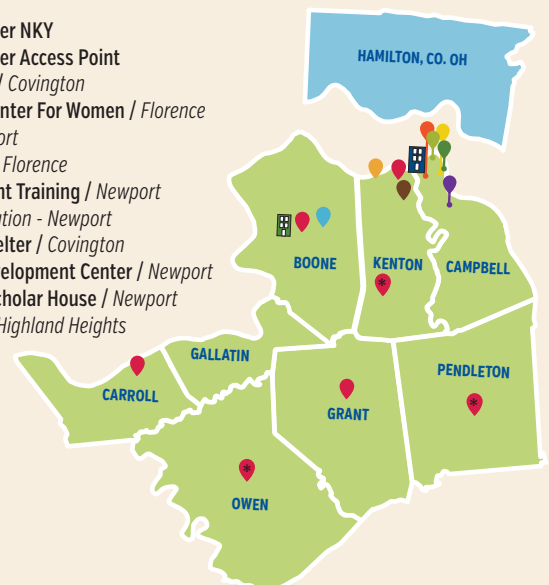 er NKY
er Access Point
/ Covington
nter For Women / Florence
ort
Florence
nt Training / Newport
tion - Newport
elter / Covington
velopment Center / Newport
cholar House / Newport
Highland Heights
HAMILTON, CO. OH
BOONE
KENTON
CAMPBELL
GALLATIN
CARROLL
PENDLETON
GRANT
OWEN